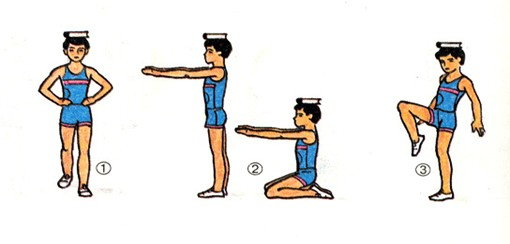 ① ② ③